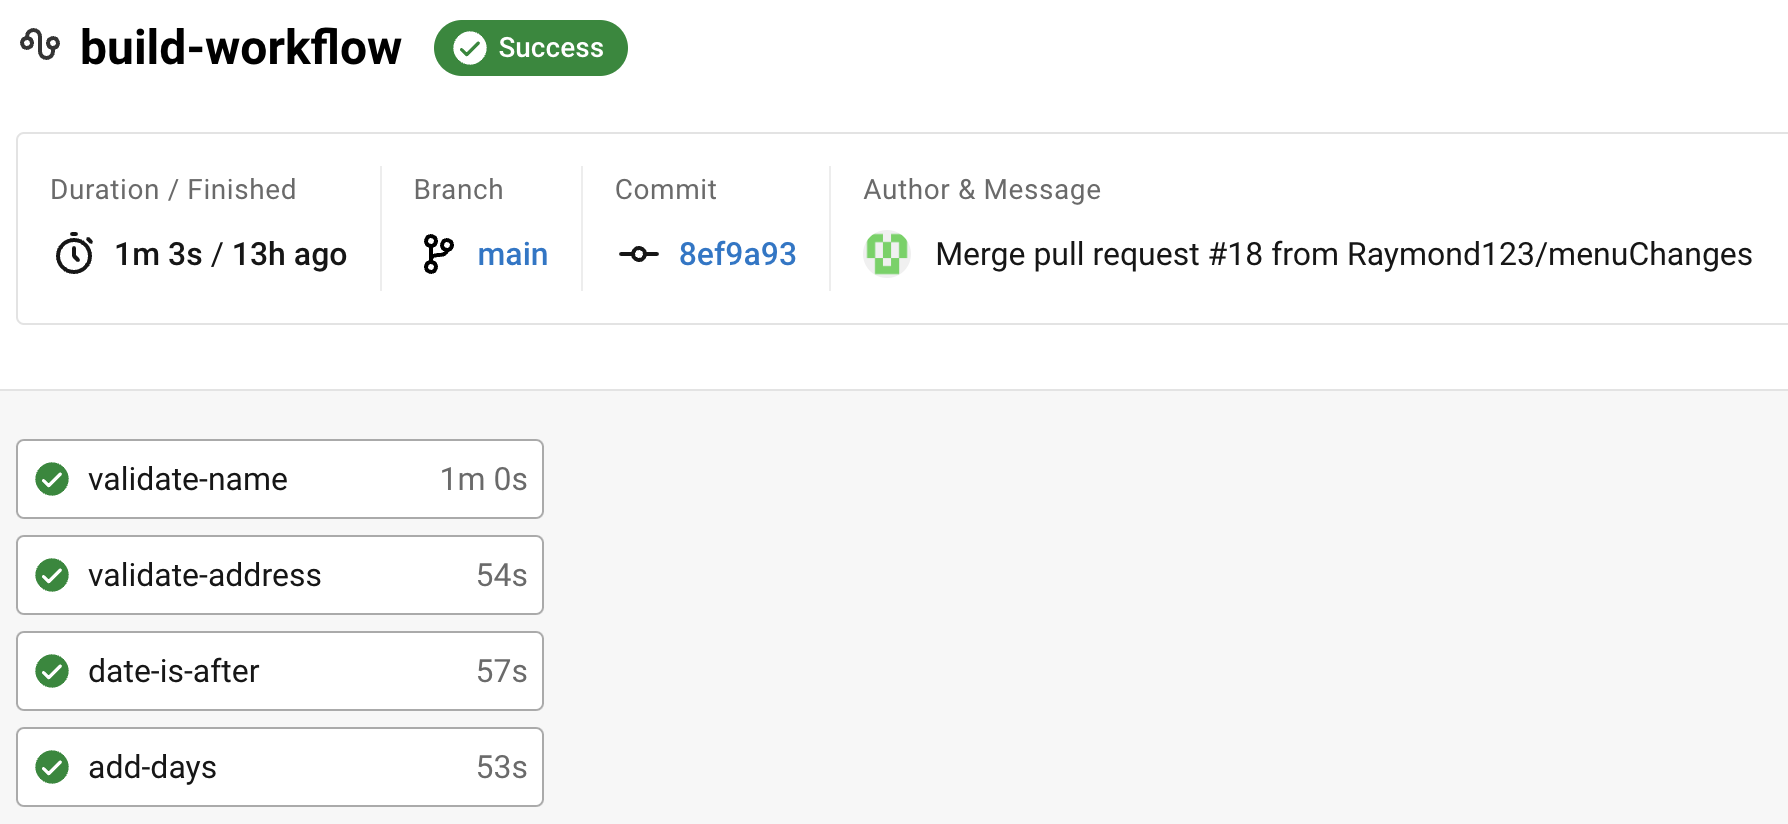 build-workflow Success
Duration / Finished Branch Commit Author & Message
1m 3s / 13h ago main 8ef9a93 Merge pull request #18 from Raymond123/menuChanges
validate-name 1m 0s
validate-address 54s
date-is-after 57s
add-days 53s